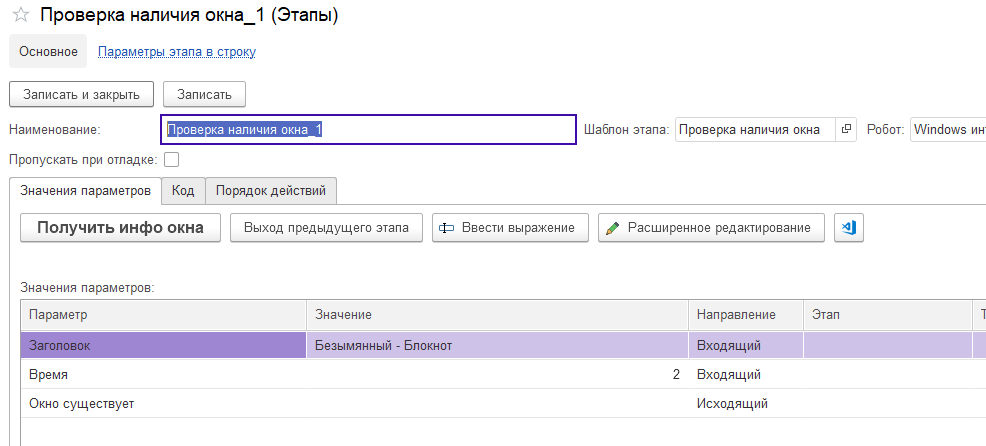 Проверка наличия окна_1 (Этапы)
Основное Параметры этапа в строку
Записать и закрыть Записать
Наименование: Проверка наличия окна_1 Шаблон этапа: Проверка наличия окна Робот: Windows инт
Пропускать при отладке:
Значения параметров Код Порядок действий
Получить инфо окна Выход предыдущего этапа Ввести выражение Расширенное редактирование
Значения параметров:
Параметр Значение Направление Этап Т
Заголовок Безымянный - Блокнот Входящий
Время 2 Входящий
Окно существует Исходящий